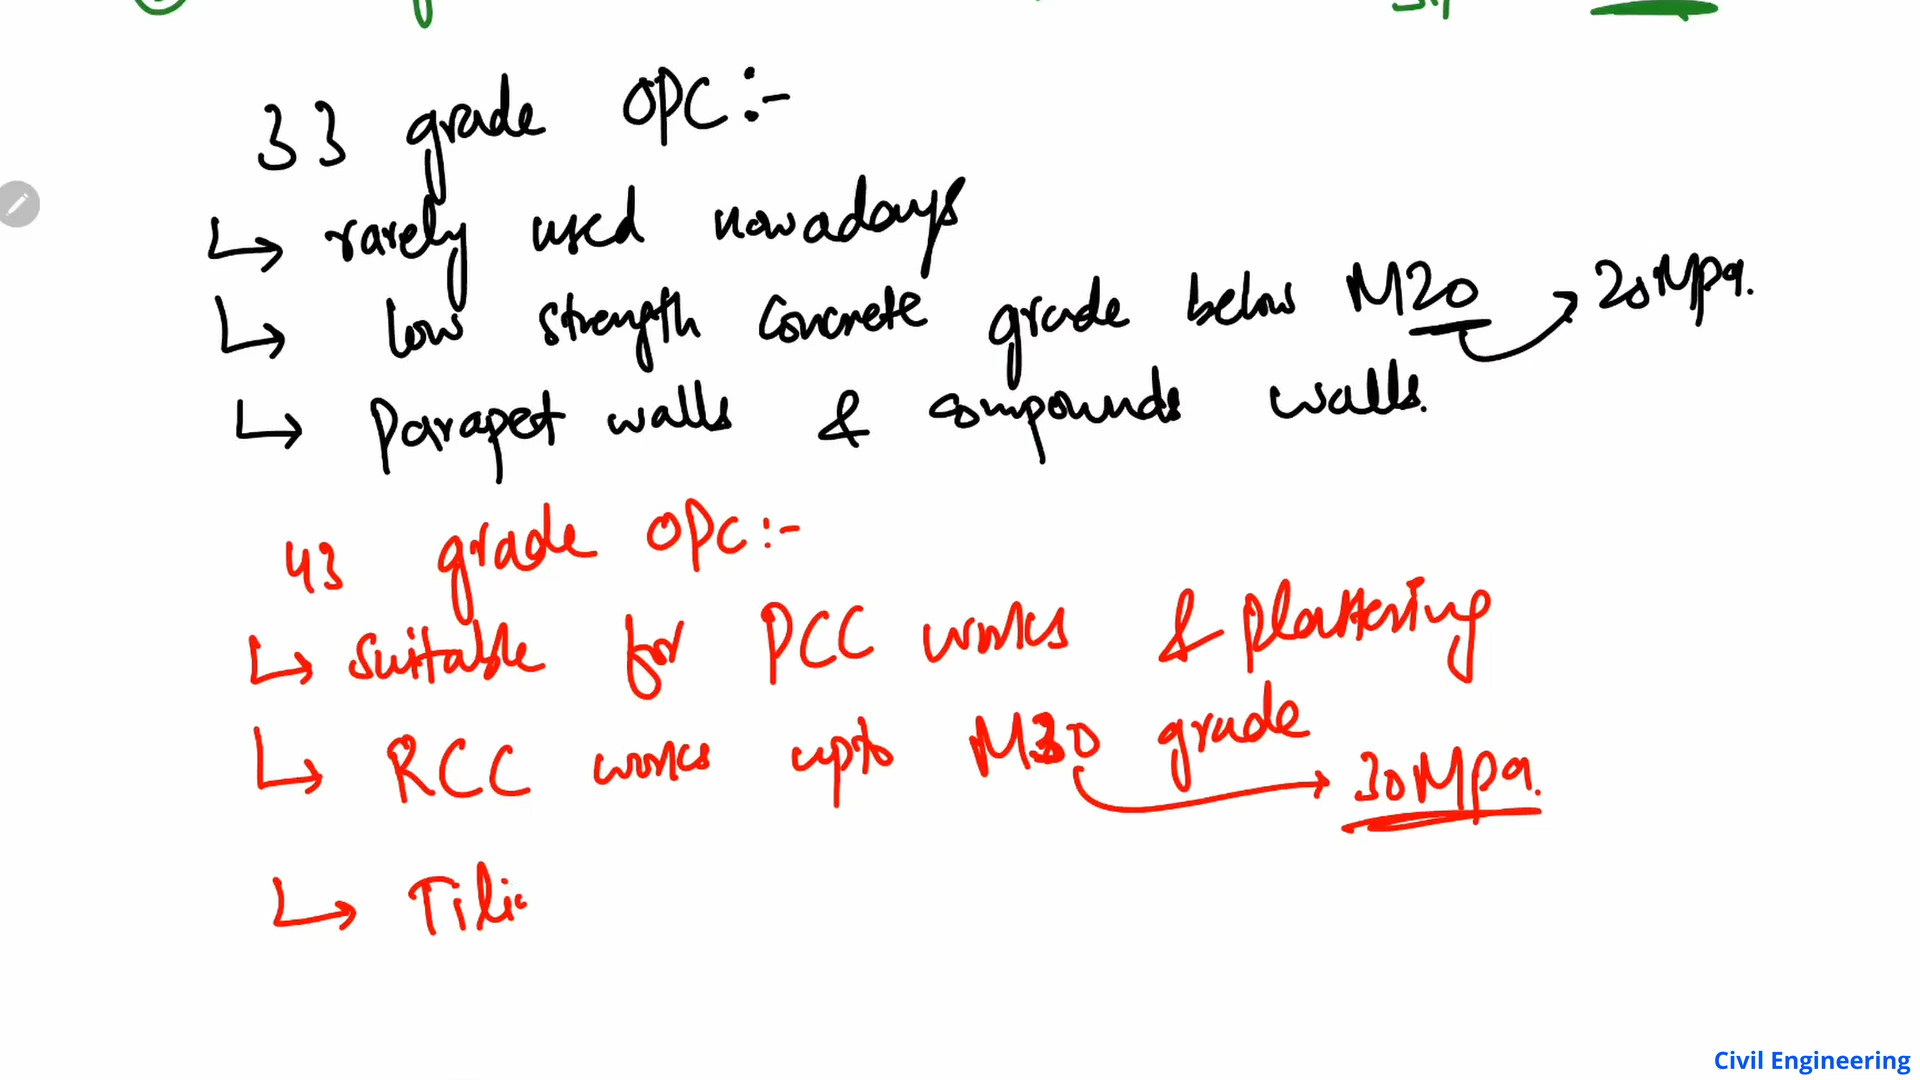 33 grade OPC:-
↳ rarely used nowadays
↳ low strength concrete grade below M20 → 20Mpa.
↳ Parapet walls & compounds walls.
43 grade OPC:-
↳ Suitable for PCC works & plastering
↳ RCC works upto M30 grade → 30Mpa.
↳ Tili
Civil Engineering